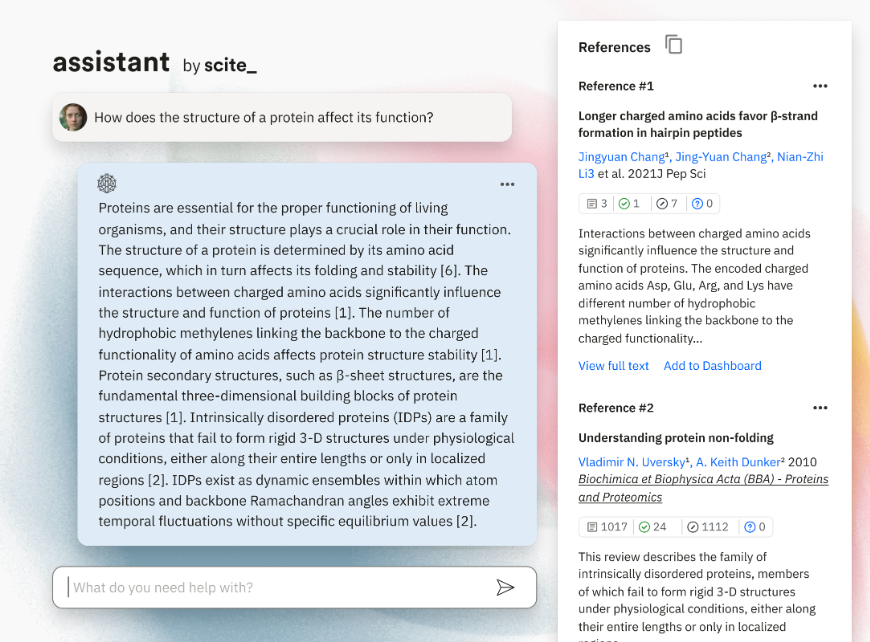 assistant by scite_
How does the structure of a protein affect its function?
Proteins are essential for the proper functioning of living
organisms, and their structure plays a crucial role in their function.
The structure of a protein is determined by its amino acid
sequence, which in turn affects its folding and stability [6]. The
interactions between charged amino acids significantly influence
the structure and function of proteins [1]. The number of
hydrophobic methylenes linking the backbone to the charged
functionality of amino acids affects protein structure stability [1].
Protein secondary structures, such as β-sheet structures, are the
fundamental three-dimensional building blocks of protein
structures [1]. Intrinsically disordered proteins (IDPs) are a family
of proteins that fail to form rigid 3-D structures under physiological
conditions, either along their entire lengths or only in localized
regions [2]. IDPs exist as dynamic ensembles within which atom
positions and backbone Ramachandran angles exhibit extreme
temporal fluctuations without specific equilibrium values [2].
What do you need help with?
References
Reference #1
Longer charged amino acids favor β-strand
formation in hairpin peptides
Jingyuan Chang¹, Jing-Yuan Chang², Nian-Zhi
Li3 et al. 2021J Pep Sci
3 1 7 0
Interactions between charged amino acids
significantly influence the structure and
function of proteins. The encoded charged
amino acids Asp, Glu, Arg, and Lys have
different number of hydrophobic
methylenes linking the backbone to the
charged functionality...
View full text Add to Dashboard
Reference #2
Understanding protein non-folding
Vladimir N. Uversky¹, A. Keith Dunker² 2010
Biochimica et Biophysica Acta (BBA) - Proteins
and Proteomics
1017 24 1112 0
This review describes the family of
intrinsically disordered proteins, members
of which fail to form rigid 3-D structures
under physiological conditions, either along
their entire lengths or only in localized